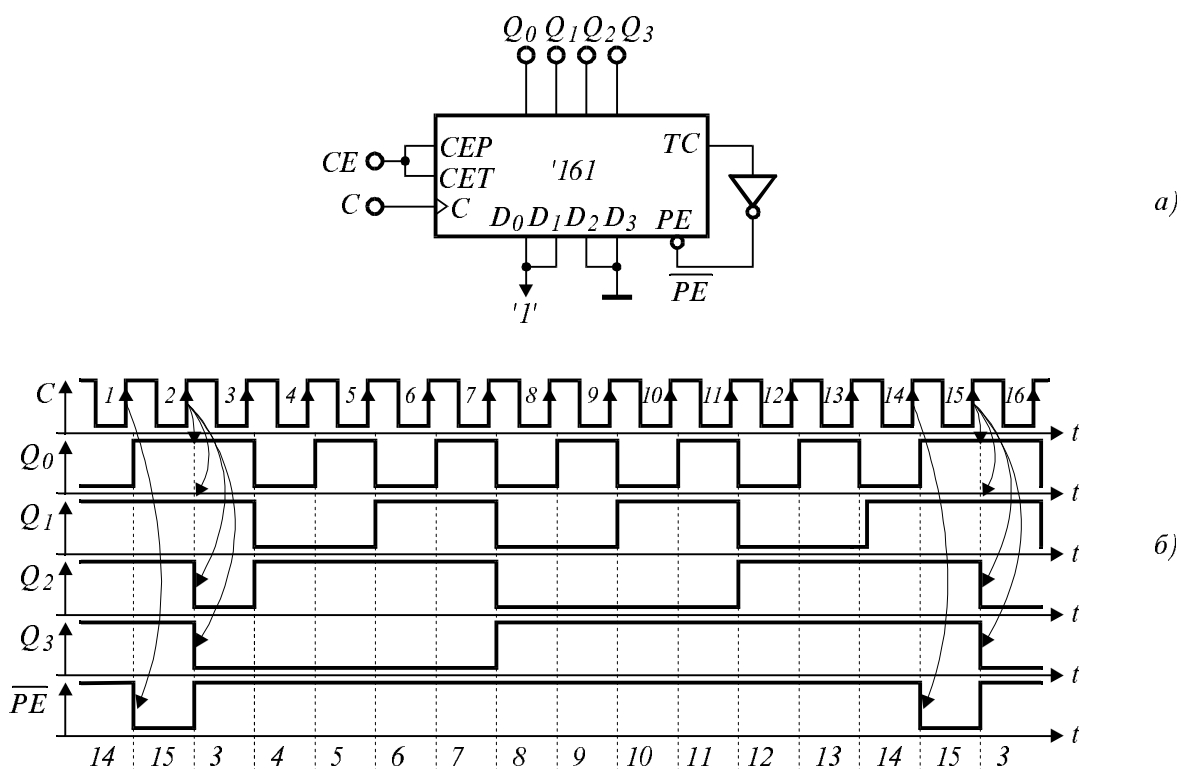 Q0 Q1 Q2 Q3
CEP TC
CE '161
CET
C C
D0 D1 D2 D3 PE
PE
'1'
а)
C 1 2 3 4 5 6 7 8 9 10 11 12 13 14 15 16
t
Q0
t
Q1
t
б)
Q2
t
Q3
t
PE
t
14 15 3 4 5 6 7 8 9 10 11 12 13 14 15 3